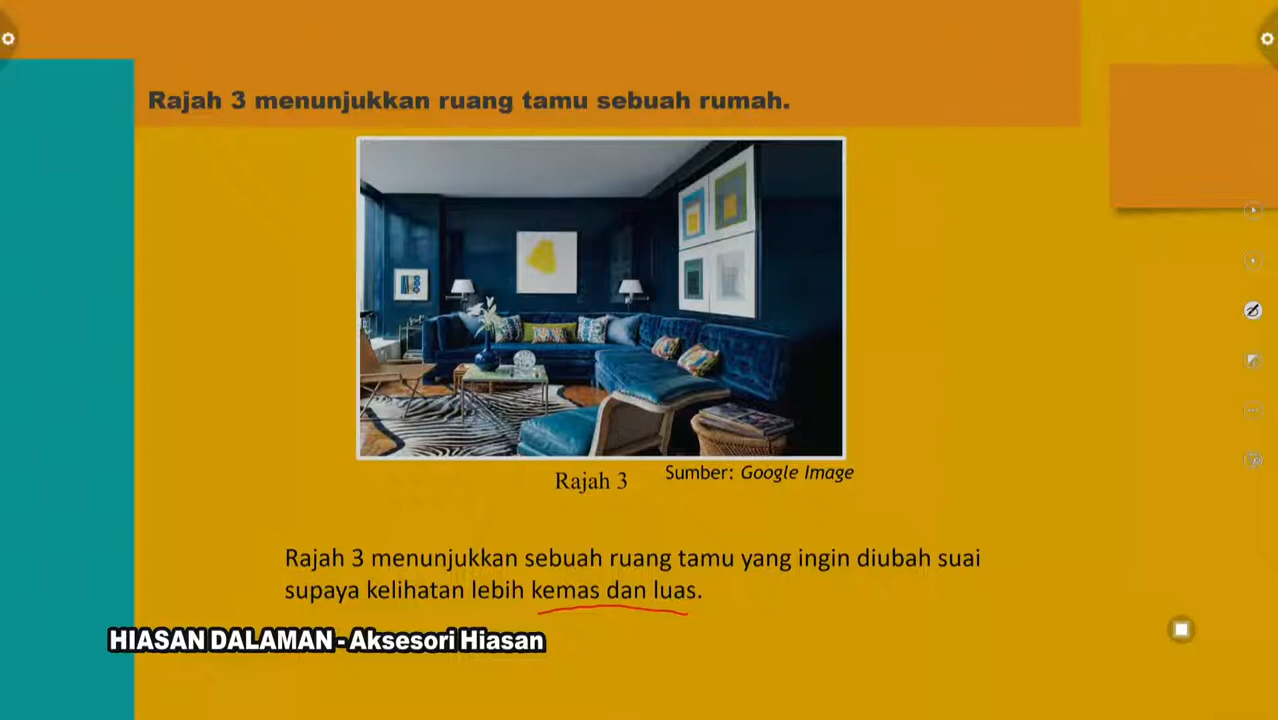 Rajah 3 menunjukkan ruang tamu sebuah rumah.
Rajah 3
Sumber: Google Image
Rajah 3 menunjukkan sebuah ruang tamu yang ingin diubah suai
supaya kelihatan lebih kemas dan luas.
HIASAN DALAMAN - Aksesori Hiasan